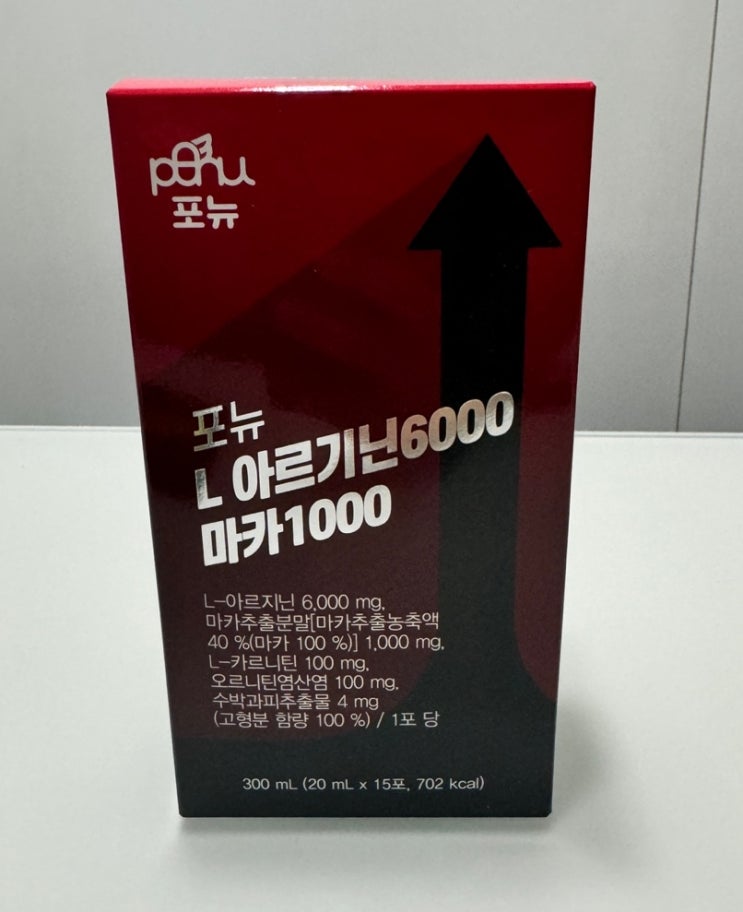 poñu
포뉴
포뉴
L 아르기닌6000
마카1000
L-아르지닌 6,000 mg,
마카추출분말[마카추출농축액
40 %(마카 100 %)] 1,000 mg,
L-카르니틴 100 mg,
오르니틴염산염 100 mg,
수박과피추출물 4 mg
(고형분 함량 100 %) / 1포 당
300 mL (20 mL x 15포, 702 kcal)